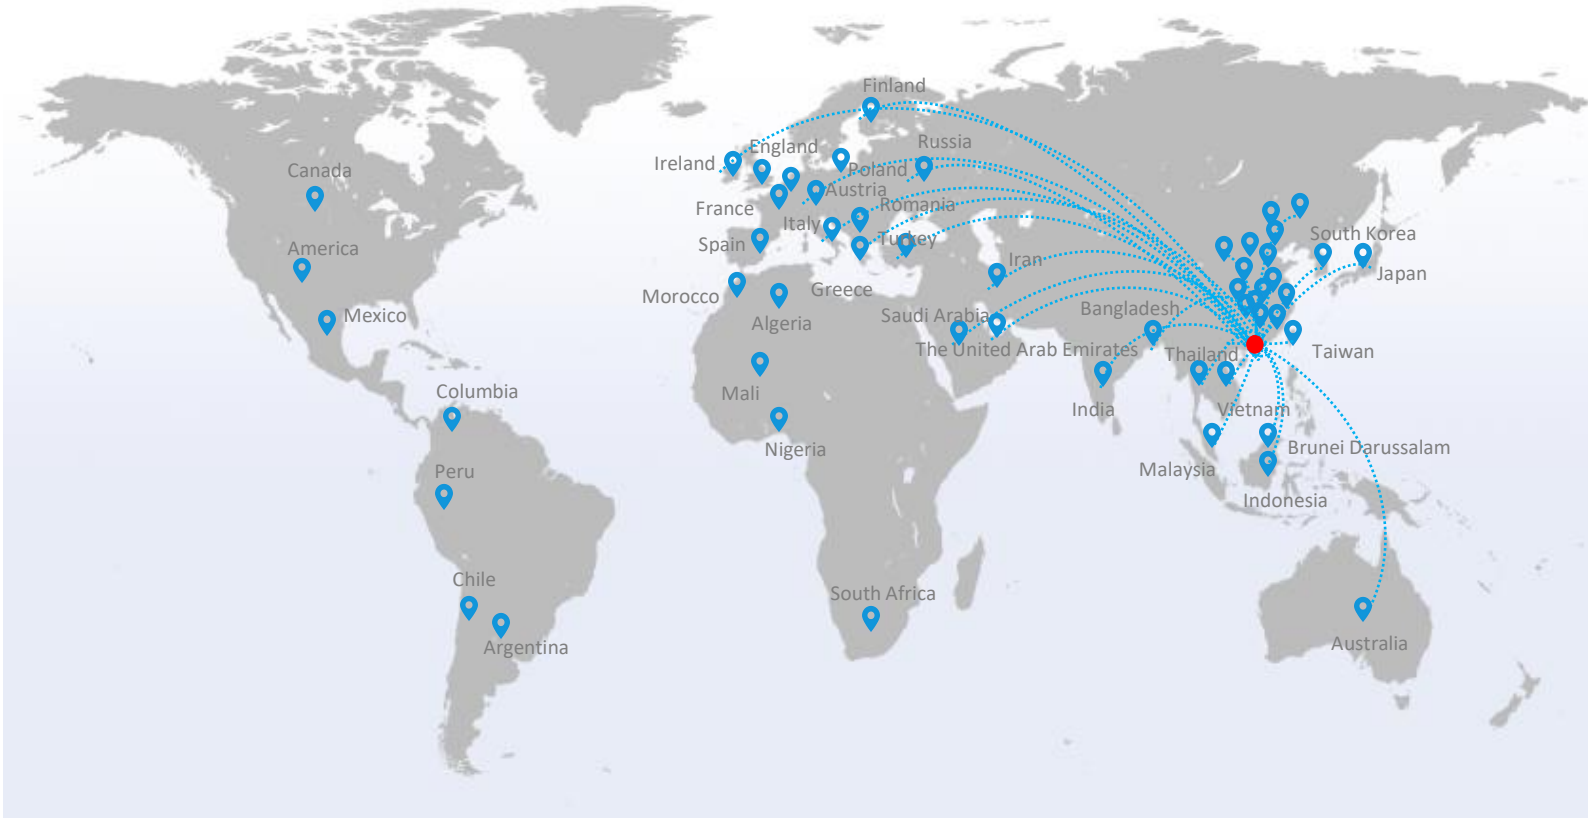 Finland
England
Russia
Ireland
Poland
Canada
Austria
France
Romania
Italy
South Korea
Spain
Turkey
America
Iran
Japan
Morocco
Greece
Saudi Arabia
Bangladesh
Mexico
Algeria
The United Arab Emirates
Thailand
Taiwan
Columbia
Mali
India
Vietnam
Nigeria
Brunei Darussalam
Peru
Malaysia
Indonesia
Chile
South Africa
Argentina
Australia